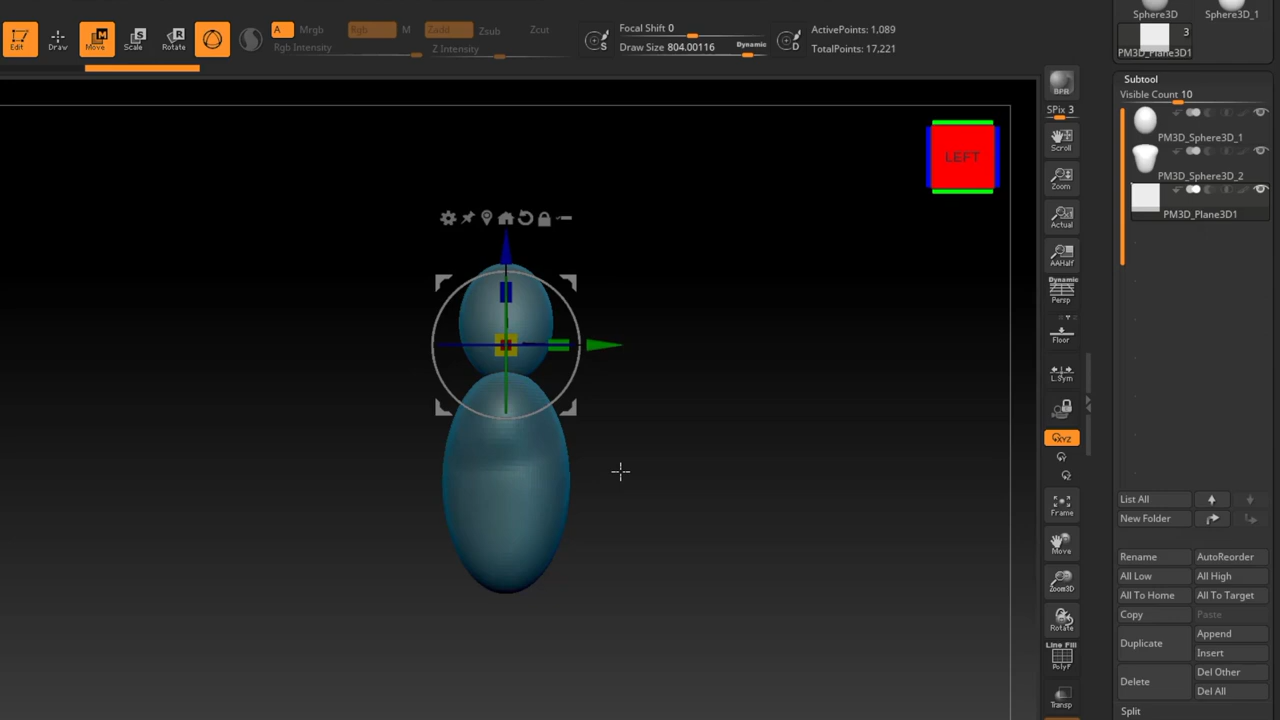 Sphere3D Sphere3D_1
3
PM3D_Plane3D1
Edit Draw Move Scale Rotate
A Mrgb Rgb M Zadd Zsub Zcut
Rgb Intensity Z Intensity
S
Focal Shift 0
Draw Size 804.00116 Dynamic
D
ActivePoints: 1,089
TotalPoints: 17,221
BPR
SPix 3
Scroll
Zoom
Actual
AAHalf
Dynamic
Persp
Floor
L.Sym
XYZ
Y
Z
Frame
Move
Zoom3D
Rotate
Line Fill
PolyF
Transp
LEFT
Subtool
Visible Count 10
PM3D_Sphere3D_1
PM3D_Sphere3D_2
PM3D_Plane3D1
List All
New Folder
Rename AutoReorder
All Low All High
All To Home All To Target
Copy Paste
Duplicate Append
Insert
Delete Del Other
Del All
Split